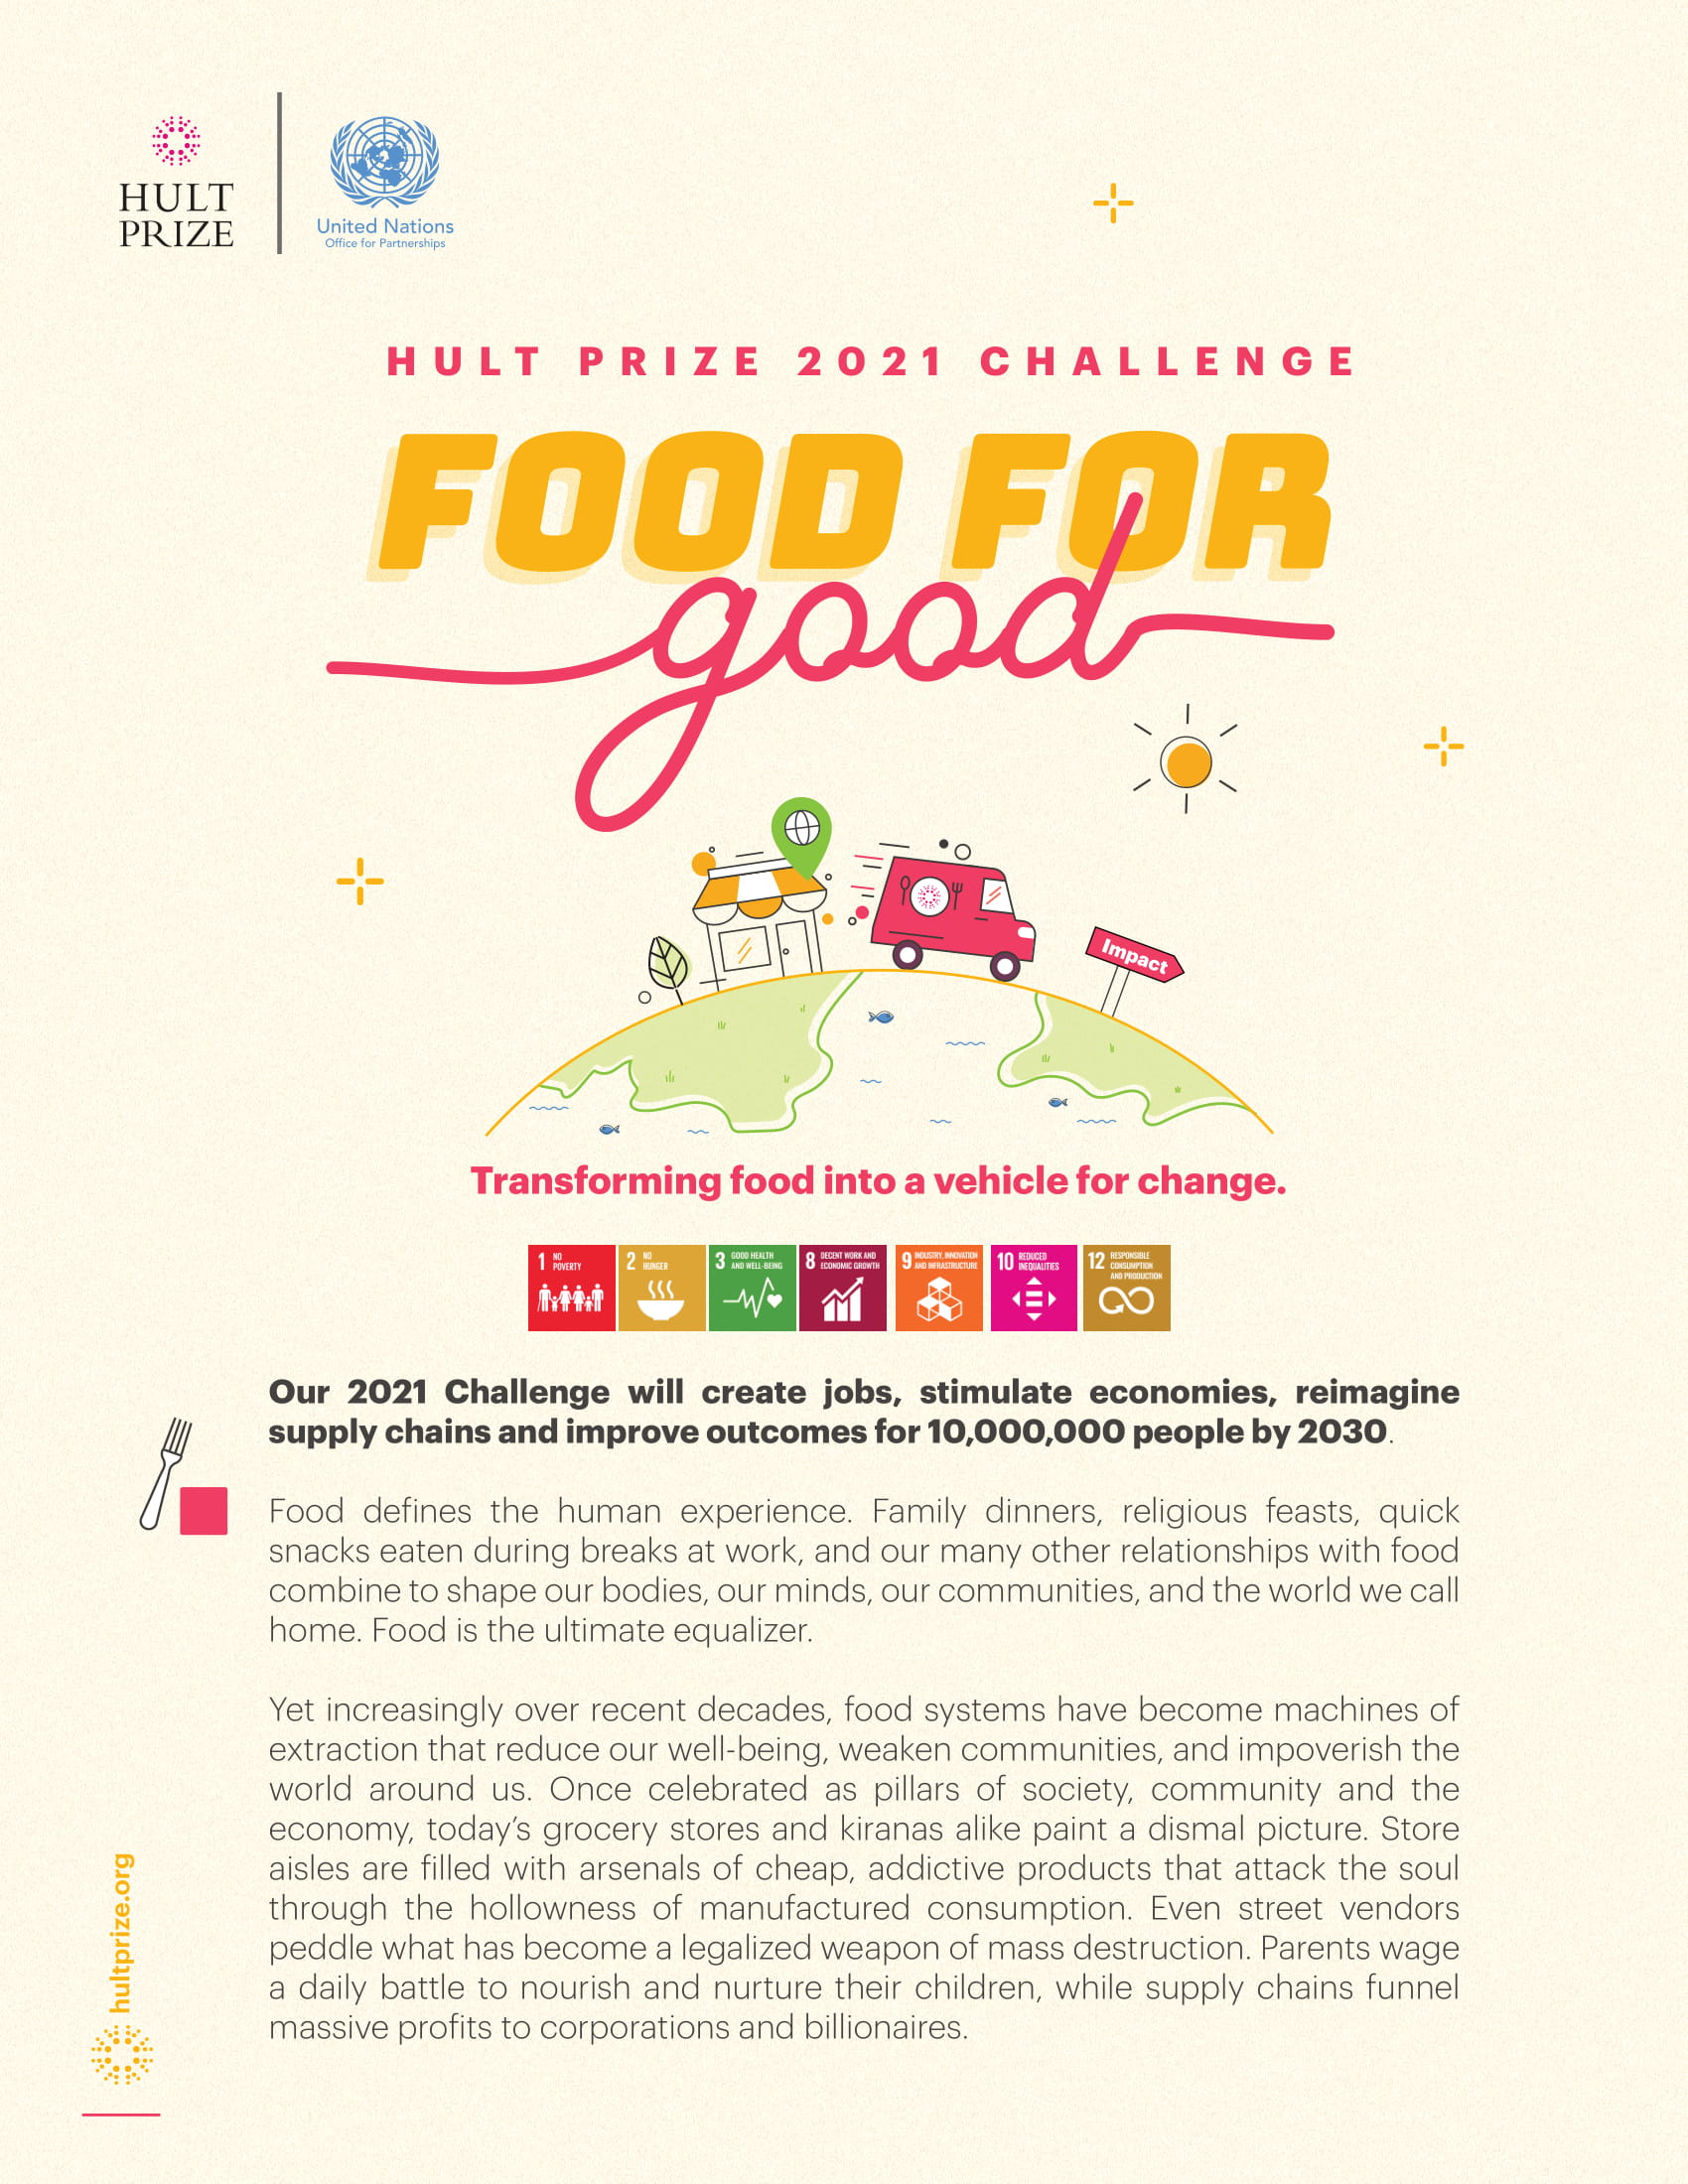 HULT
PRIZE
United Nations
Office for Partnerships
HULT PRIZE 2021 CHALLENGE
FOOD FOR
good
Impact
Transforming food into a vehicle for change.
1 NO
POVERTY
2 NO
HUNGER
3 GOOD HEALTH
AND WELL-BEING
8 DECENT WORK AND
ECONOMIC GROWTH
9 INDUSTRY, INNOVATION
AND INFRASTRUCTURE
10 REDUCED
INEQUALITIES
12 RESPONSIBLE
CONSUMPTION
AND PRODUCTION
Our 2021 Challenge will create jobs, stimulate economies, reimagine
supply chains and improve outcomes for 10,000,000 people by 2030.
Food defines the human experience. Family dinners, religious feasts, quick
snacks eaten during breaks at work, and our many other relationships with food
combine to shape our bodies, our minds, our communities, and the world we call
home. Food is the ultimate equalizer.
Yet increasingly over recent decades, food systems have become machines of
extraction that reduce our well-being, weaken communities, and impoverish the
world around us. Once celebrated as pillars of society, community and the
economy, today’s grocery stores and kiranas alike paint a dismal picture. Store
aisles are filled with arsenals of cheap, addictive products that attack the soul
through the hollowness of manufactured consumption. Even street vendors
peddle what has become a legalized weapon of mass destruction. Parents wage
a daily battle to nourish and nurture their children, while supply chains funnel
massive profits to corporations and billionaires.
hultprize.org